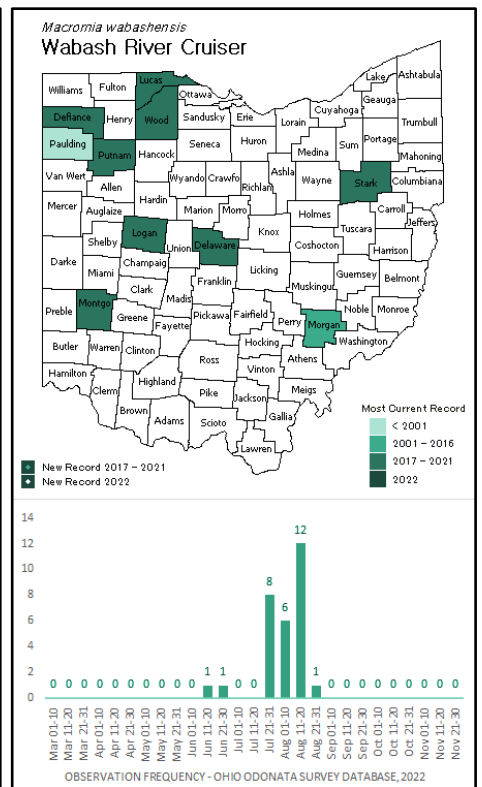 Macromia wabashensis
Wabash River Cruiser
Williams Fulton Lucas Ottawa Lake Ashtabula
Geauga
Defiance Henry Wood Sandusky Erie Lorain Cuyahoga Trumbull
Paulding Putnam Hancock Seneca Huron Medina Sum Portage
Mahoning
Van Wert Allen Wyando Crawfo Richlan Ashla Wayne Stark Columbiana
Mercer Auglaize Hardin Marion Morro Holmes Carroll
Jeffers
Shelby Logan Union Delaware Knox Coshocton Tuscara Harrison
Darke Miami Champaig Licking Guernsey Belmont
Clark Madis Franklin Muskingu
Preble Montgo Greene Fayette Pickawa Fairfield Perry Morgan Noble Monroe
Butler Warren Clinton Hocking Athens Washington
Hamilton Clerm Highland Ross Vinton Meigs
Brown Adams Pike Scioto Jackson Gallia
Lawren
Most Current Record
< 2001
2001 - 2016
2017 - 2021
2022
New Record 2017 - 2021
New Record 2022
14
12
10
8
6
4
2
0
0 0 0 0 0 0 0 0 0 0 1 1 0 0 8 6 12 1 0 0 0 0 0 0 0 0 0
Mar 01-10
Mar 11-20
Mar 21-31
Apr 01-10
Apr 11-20
Apr 21-31
May 01-10
May 11-20
May 21-31
Jun 01-10
Jun 11-20
Jun 21-30
Jul 01-10
Jul 11-20
Jul 21-31
Aug 01-10
Aug 11-20
Aug 21-31
Sep 01-10
Sep 11-20
Sep 21-30
Oct 01-10
Oct 11-20
Oct 21-31
Nov 01-10
Nov 11-20
Nov 21-30
OBSERVATION FREQUENCY - OHIO ODONATA SURVEY DATABASE, 2022